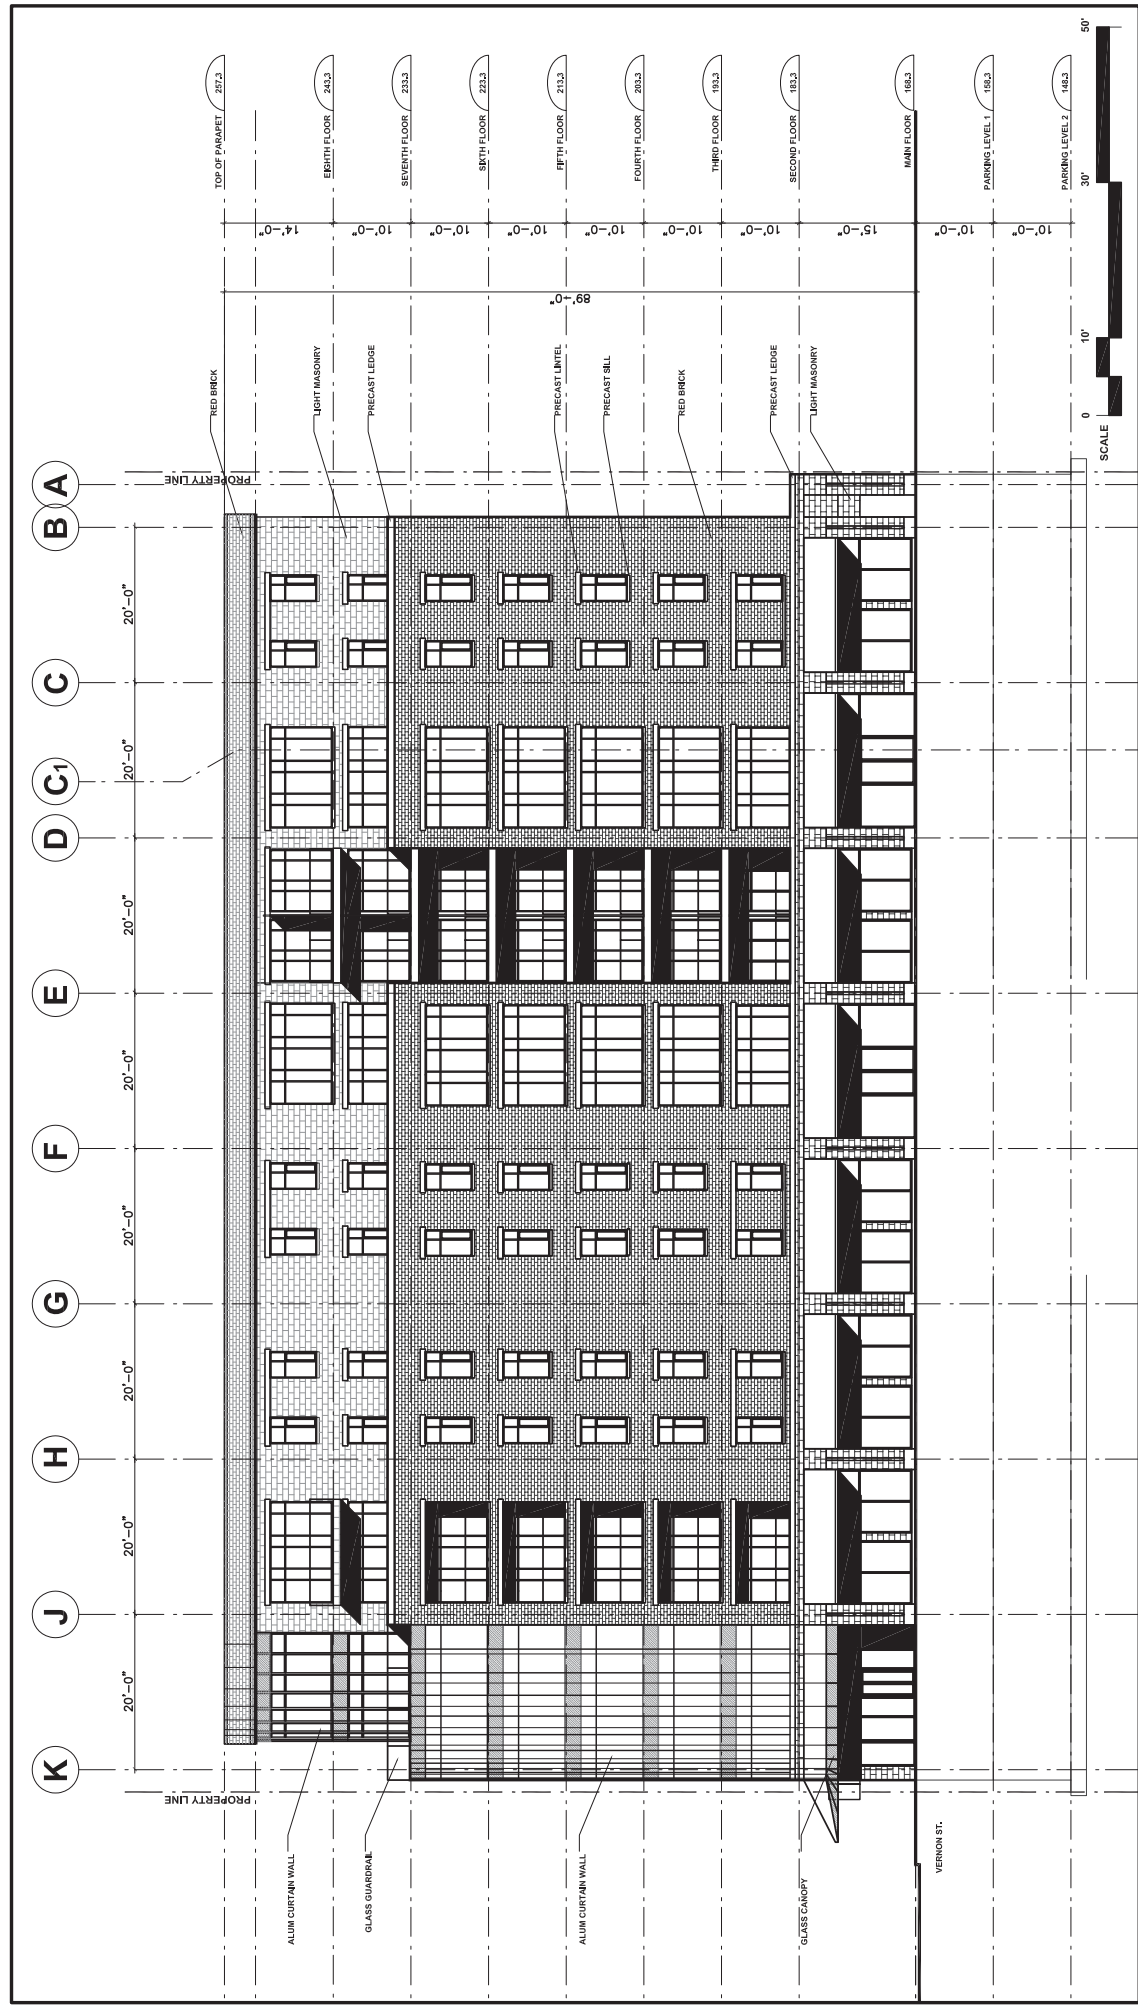 K
J
H
G
F
E
D
C1
C
B
A
20'-0"
20'-0"
20'-0"
20'-0"
20'-0"
20'-0"
20'-0"
20'-0"
PROPERTY LINE
PROPERTY LINE
TOP OF PARAPET 257.3
EIGHTH FLOOR 243.3
SEVENTH FLOOR 233.3
SIXTH FLOOR 223.3
FIFTH FLOOR 213.3
FOURTH FLOOR 203.3
THIRD FLOOR 193.3
SECOND FLOOR 183.3
MAIN FLOOR 168.3
PARKING LEVEL 1 158.3
PARKING LEVEL 2 148.3
14'-0"
10'-0"
10'-0"
10'-0"
10'-0"
10'-0"
10'-0"
15'-0"
10'-0"
10'-0"
89'-0"
RED BRICK
LIGHT MASONRY
PRECAST LEDGE
PRECAST LINTEL
PRECAST SILL
RED BRICK
PRECAST LEDGE
LIGHT MASONRY
ALUM CURTAIN WALL
GLASS GUARDRAIL
ALUM CURTAIN WALL
GLASS CANOPY
VERNON ST.
SCALE
0
10'
30'
50'